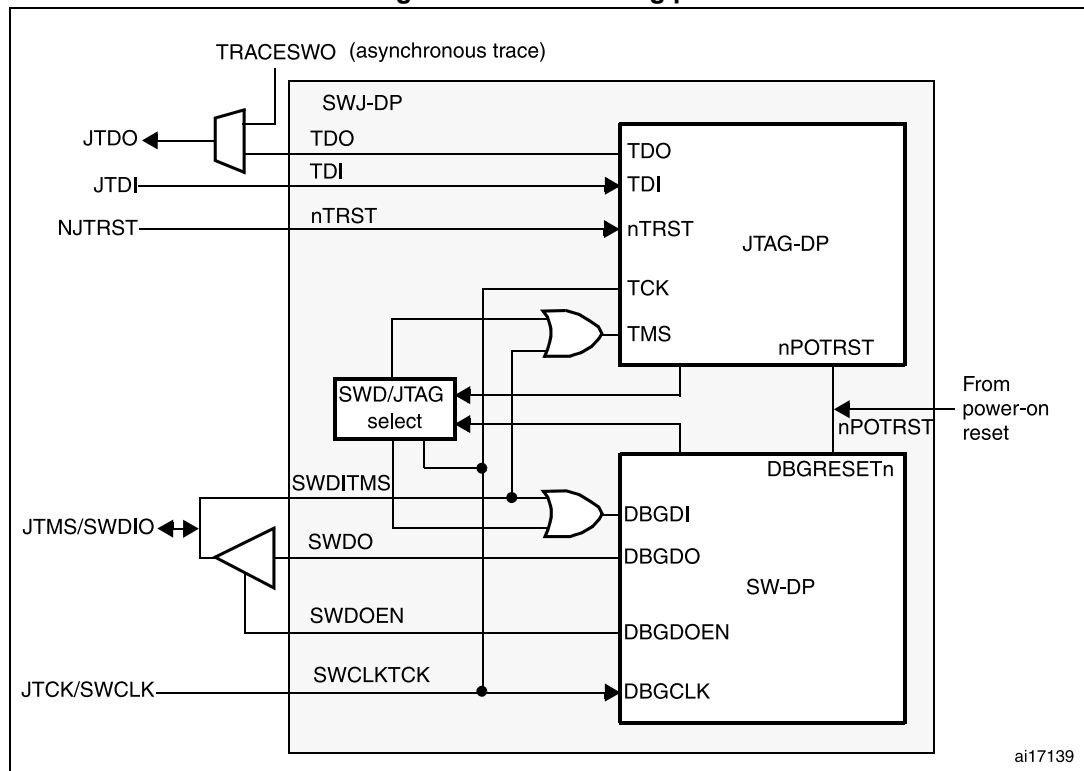 TRACESWO (asynchronous trace)
SWJ-DP
JTDO
TDO
TDO
JTDI
TDI
TDI
NJTRST
nTRST
nTRST
JTAG-DP
TCK
TMS
nPOTRST
SWD/JTAG
select
From
power-on
reset
nPOTRST
DBGRESETn
SWDITMS
DBGDI
JTMS/SWDIO
SWDO
DBGDO
SW-DP
SWDOEN
DBGDOEN
JTCK/SWCLK
SWCLKTCK
DBGCLK
ai17139